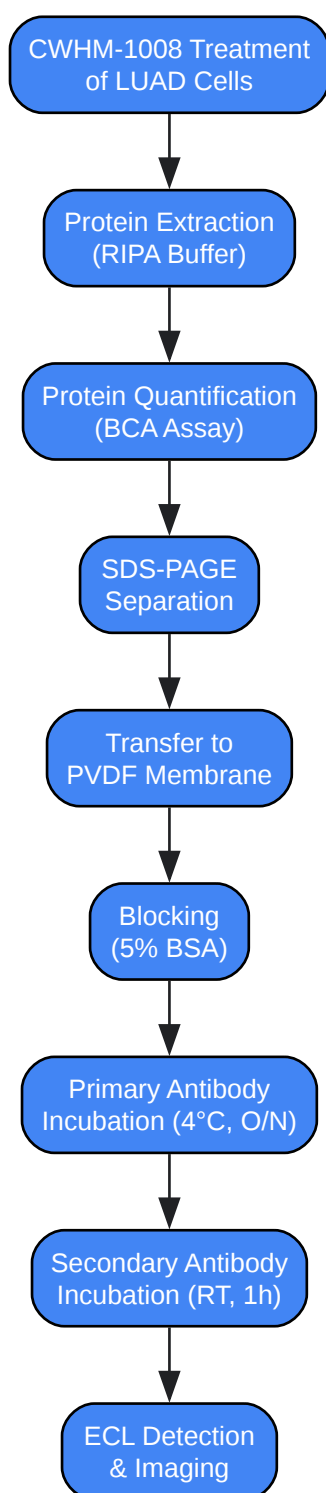 CWHM-1008 Treatment
of LUAD Cells
Protein Extraction
(RIPA Buffer)
Protein Quantification
(BCA Assay)
SDS-PAGE
Separation
Transfer to
PVDF Membrane
Blocking
(5% BSA)
Primary Antibody
Incubation (4°C, O/N)
Secondary Antibody
Incubation (RT, 1h)
ECL Detection
& Imaging